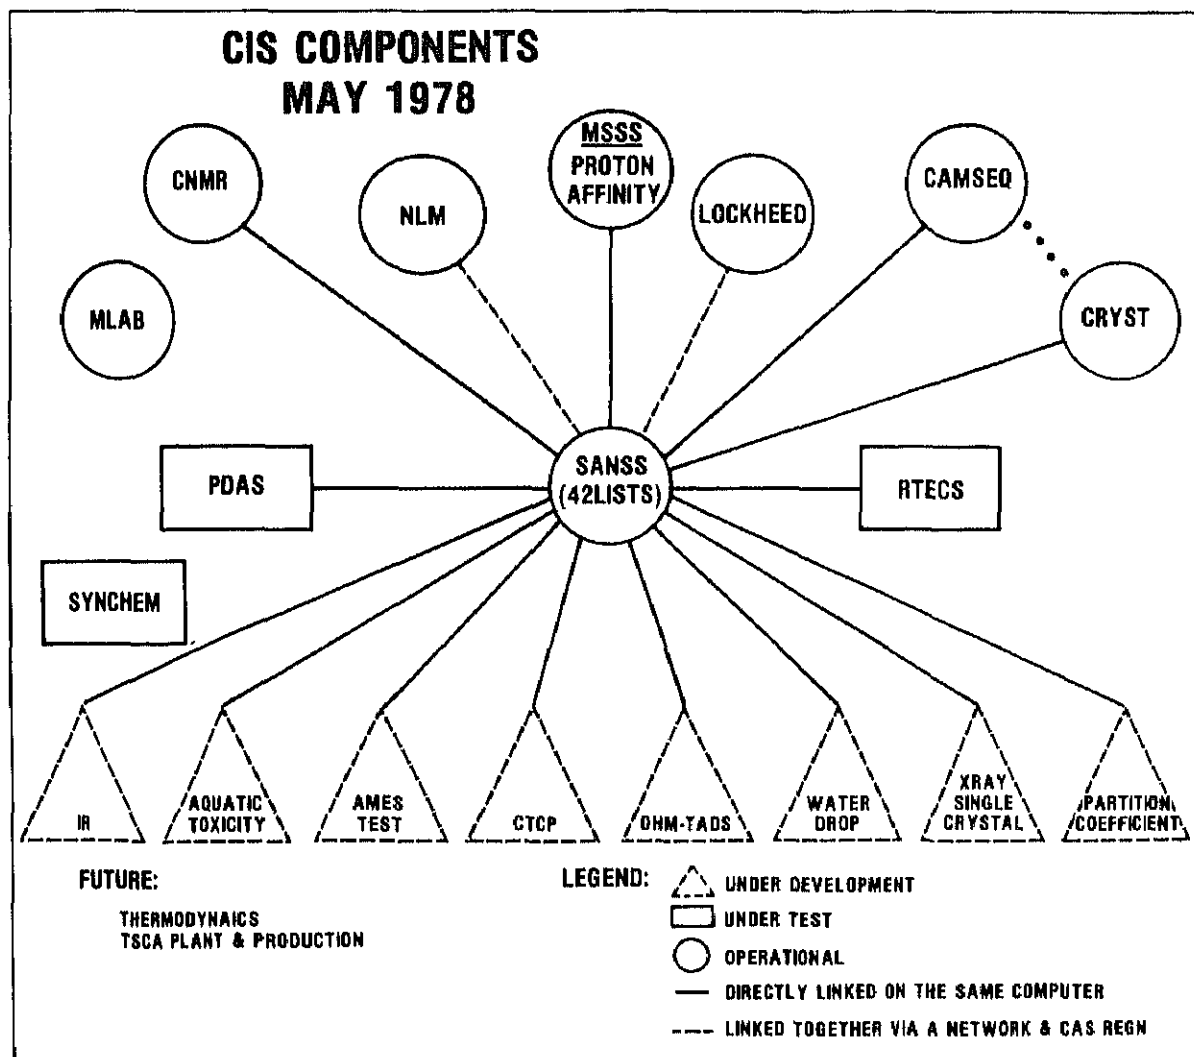 CIS COMPONENTS
MAY 1978
CNMR
NLM
MSSS
PROTON
AFFINITY
LOCKHEED
CAMSEQ
MLAB
CRYST
PDAS
SANSS
(42LISTS)
RTECS
SYNCHEM
IR
AQUATIC
TOXICITY
AMES
TEST
CTCP
OHM-TADS
WATER
DROP
XRAY
SINGLE
CRYSTAL
PARTITION
COEFFICIENT
FUTURE:
THERMODYNAICS
TSCA PLANT & PRODUCTION
LEGEND:
UNDER DEVELOPMENT
UNDER TEST
OPERATIONAL
DIRECTLY LINKED ON THE SAME COMPUTER
LINKED TOGETHER VIA A NETWORK & CAS REGN